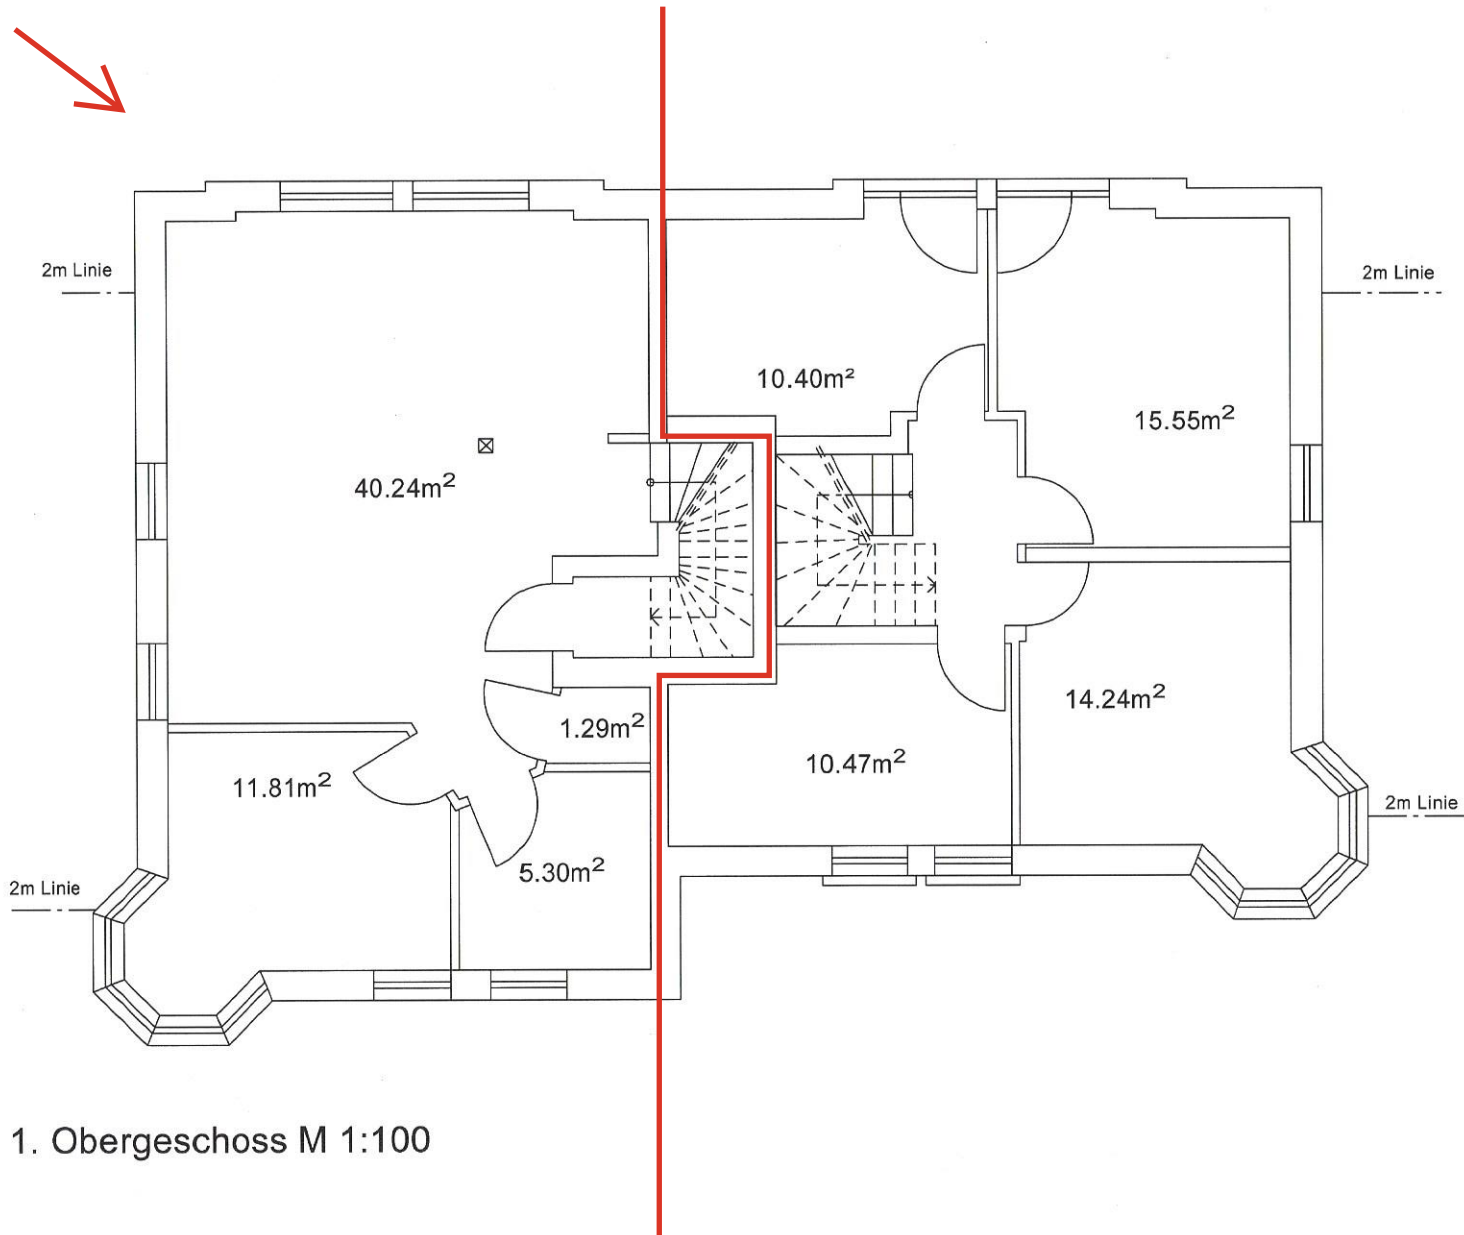 2m Linie
2m Linie
10.40m²
15.55m²
40.24m²
14.24m²
1.29m²
10.47m²
11.81m²
2m Linie
5.30m²
2m Linie
1. Obergeschoss M 1:100